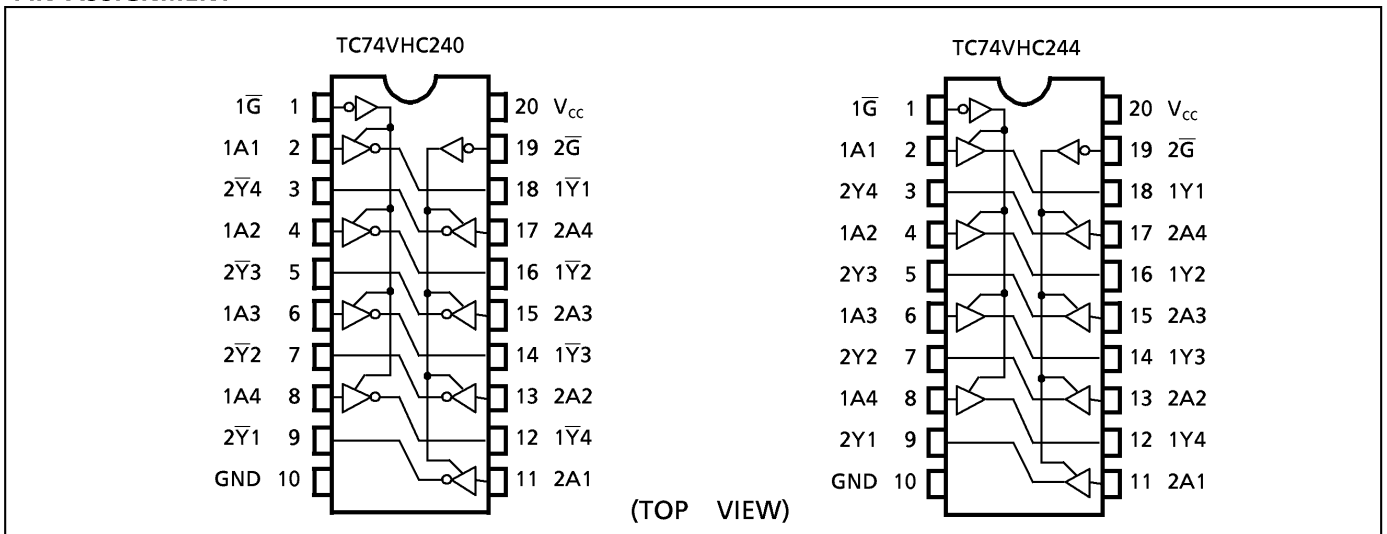 TC74VHC240
1G̅ 1
20 VCC
1A1 2
19 2G̅
2Y̅4 3
18 1Y̅1
1A2 4
17 2A4
2Y̅3 5
16 1Y̅2
1A3 6
15 2A3
2Y̅2 7
14 1Y̅3
1A4 8
13 2A2
2Y̅1 9
12 1Y̅4
GND 10
11 2A1
TC74VHC244
1G̅ 1
20 VCC
1A1 2
19 2G̅
2Y4 3
18 1Y1
1A2 4
17 2A4
2Y3 5
16 1Y2
1A3 6
15 2A3
2Y2 7
14 1Y3
1A4 8
13 2A2
2Y1 9
12 1Y4
GND 10
11 2A1
(TOP VIEW)